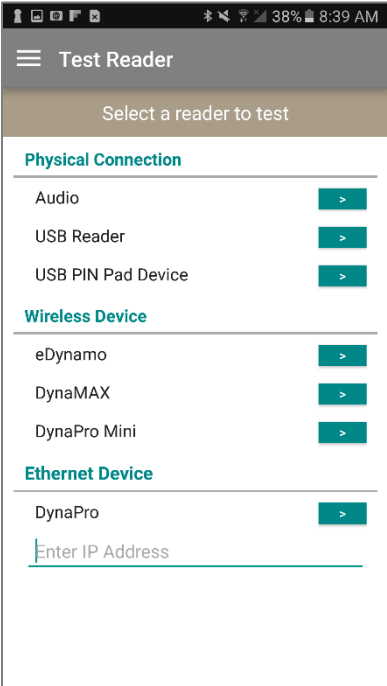 38% 8:39 AM
Test Reader
Select a reader to test
Physical Connection
Audio >
USB Reader >
USB PIN Pad Device >
Wireless Device
eDynamo >
DynaMAX >
DynaPro Mini >
Ethernet Device
DynaPro >
Enter IP Address